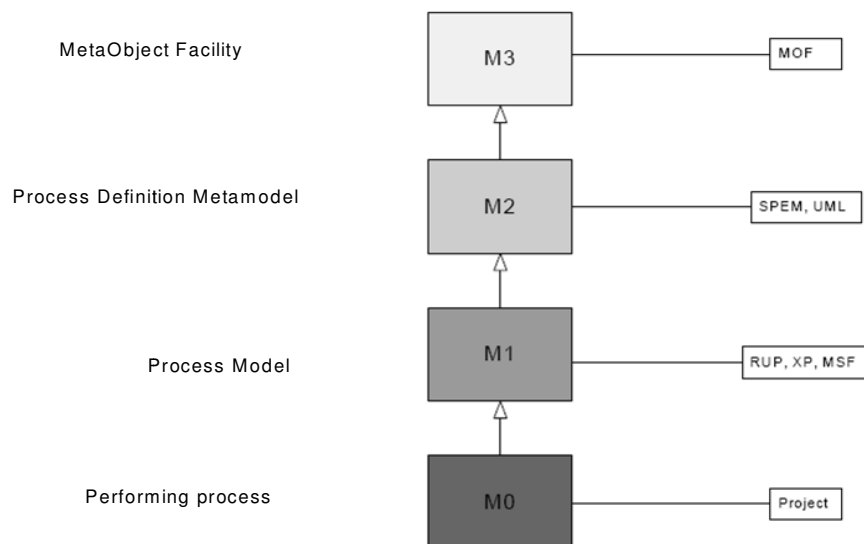 MetaObject Facility
M3
MOF
Process Definition Metamodel
M2
SPEM, UML
Process Model
M1
RUP, XP, MSF
Performing process
M0
Project